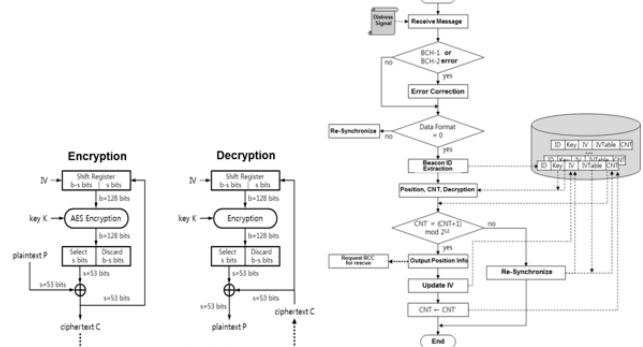 Encryption
IV
Shift Register
b-s bits
s bits
b=128 bits
key K
AES Encryption
b=128 bits
Select
s bits
Discard
b-s bits
plaintext P
s=53 bits
s=53 bits
s=53 bits
ciphertext C
Decryption
IV
Shift Register
b-s bits
s bits
b=128 bits
key K
Encryption
b=128 bits
Select
s bits
Discard
b-s bits
s=53 bits
s=53 bits
s=53 bits
plaintext P
ciphertext C
Distress
Signal
Receive Message
BCH-1 or
BCH-2 error
no
yes
Error Correction
Data Format
= 0
no
Re-Synchronize
yes
Beacon ID
Extraction
ID Key IV IVTable CNT
...
ID Key IV IVTable CNT
Position, CNT, Decryption
CNT' = (CNT+1)
no
yes
Request RCC
for rescue
Output Position Info
Re-Synchronize
Update IV
CNT ← CNT'
End